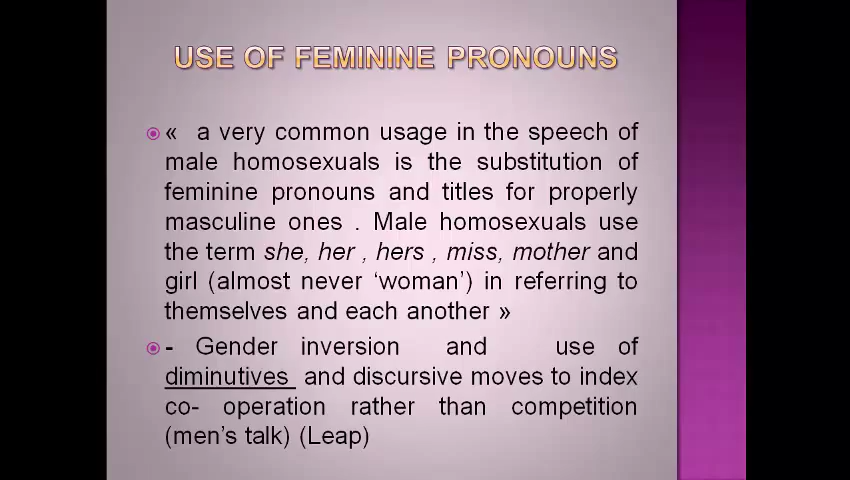 USE OF FEMININE PRONOUNS
« a very common usage in the speech of
male homosexuals is the substitution of
feminine pronouns and titles for properly
masculine ones . Male homosexuals use
the term she, her , hers , miss, mother and
girl (almost never ‘woman’) in referring to
themselves and each another »
- Gender inversion and use of
diminutives and discursive moves to index
co- operation rather than competition
(men’s talk) (Leap)